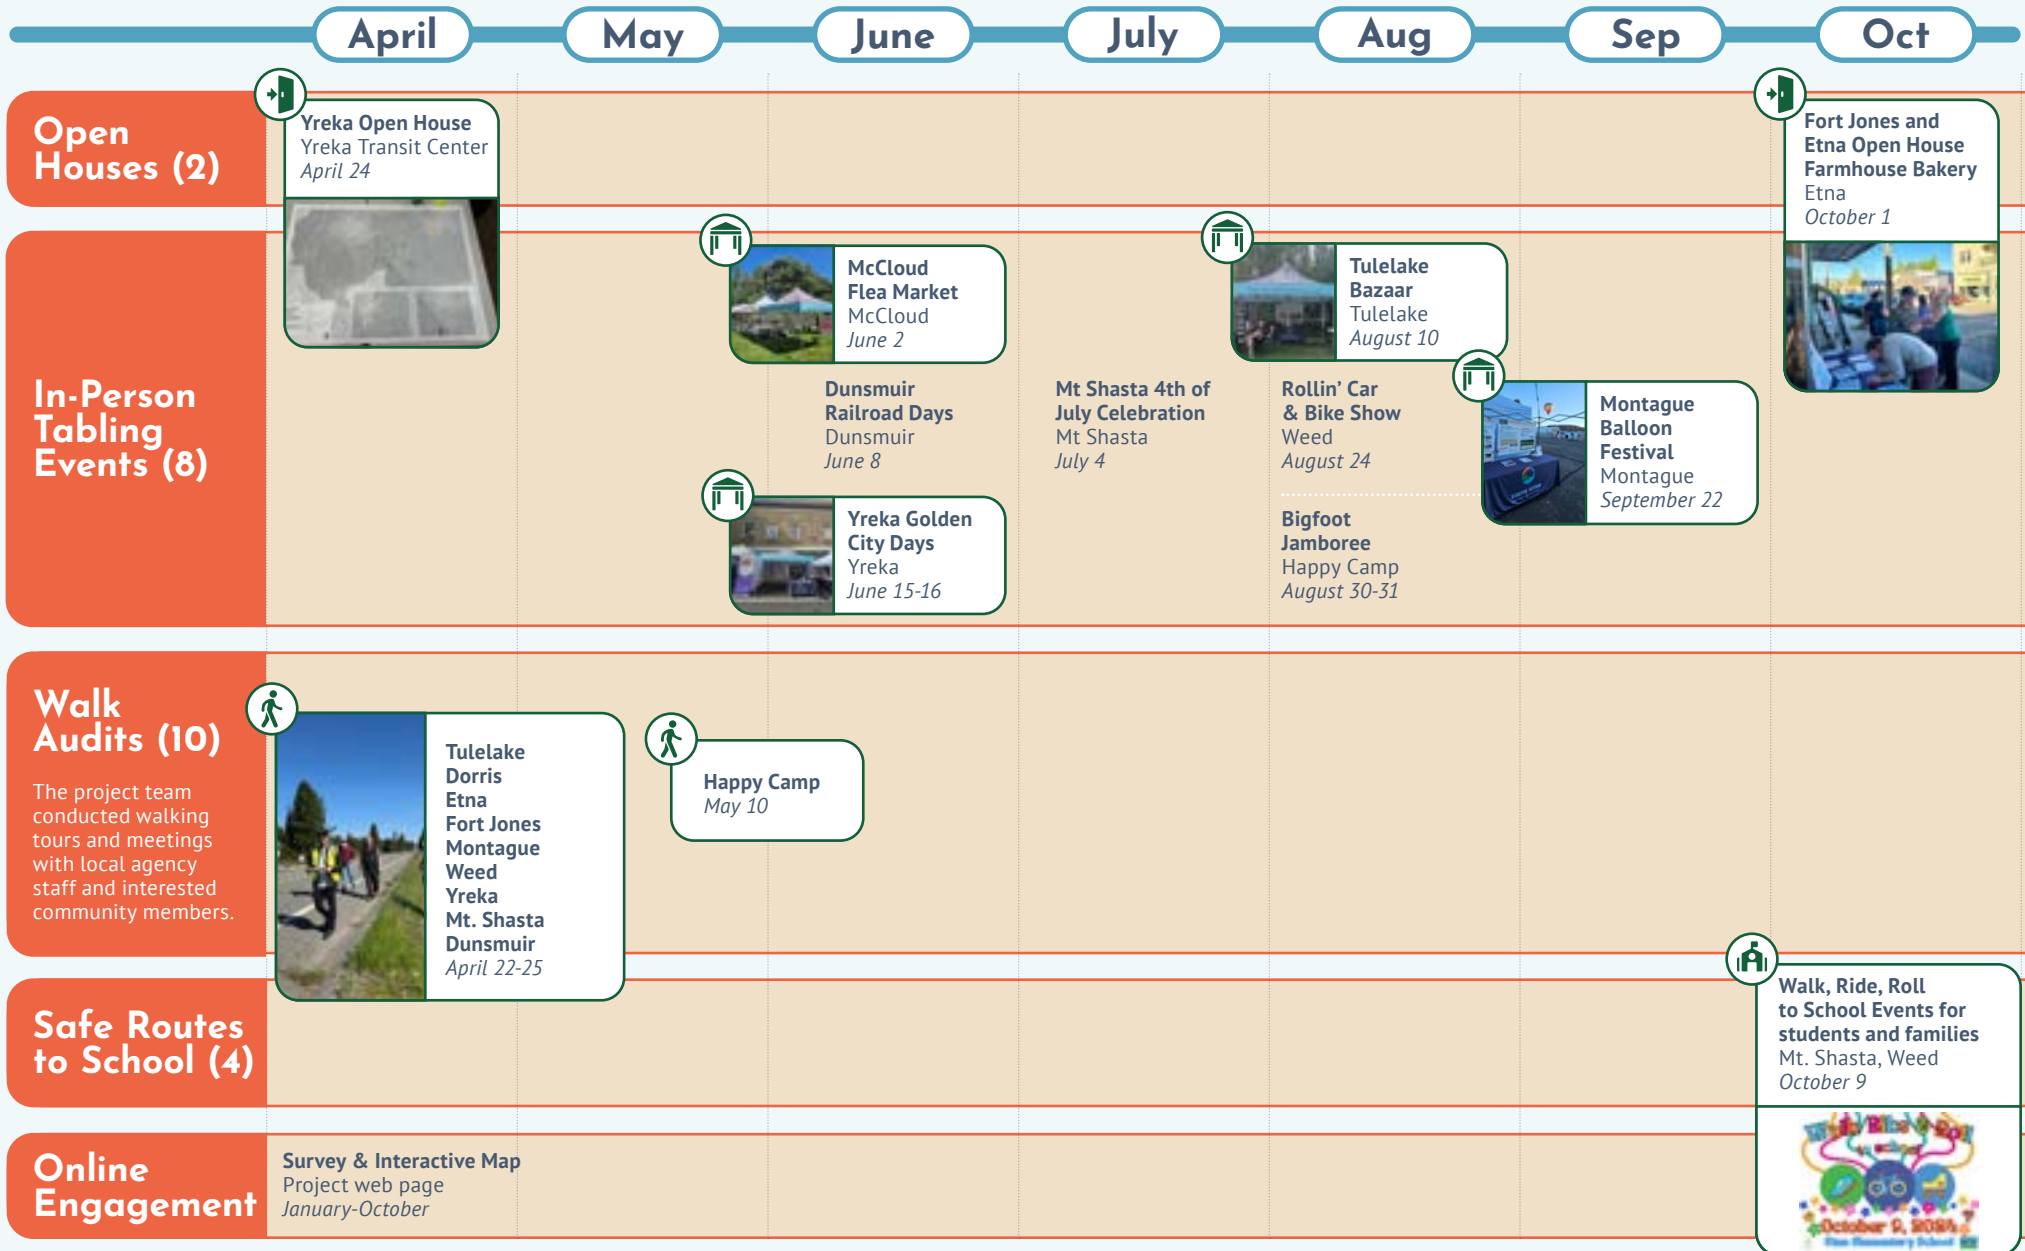 April May June July Aug Sep Oct
Open
Houses (2)
Yreka Open House
Yreka Transit Center
April 24
Fort Jones and
Etna Open House
Farmhouse Bakery
Etna
October 1
In-Person
Tabling
Events (8)
McCloud
Flea Market
McCloud
June 2
Dunsmuir
Railroad Days
Dunsmuir
June 8
Yreka Golden
City Days
Yreka
June 15-16
Mt Shasta 4th of
July Celebration
Mt Shasta
July 4
Tulelake
Bazaar
Tulelake
August 10
Rollin’ Car
& Bike Show
Weed
August 24
Bigfoot
Jamboree
Happy Camp
August 30-31
Montague
Balloon
Festival
Montague
September 22
Walk
Audits (10)
The project team
conducted walking
tours and meetings
with local agency
staff and interested
community members.
Tulelake
Dorris
Etna
Fort Jones
Montague
Weed
Yreka
Mt. Shasta
Dunsmuir
April 22-25
Happy Camp
May 10
Safe Routes
to School (4)
Walk, Ride, Roll
to School Events for
students and families
Mt. Shasta, Weed
October 9
October 9, 2024
Elementary School
Online
Engagement
Survey & Interactive Map
Project web page
January-October